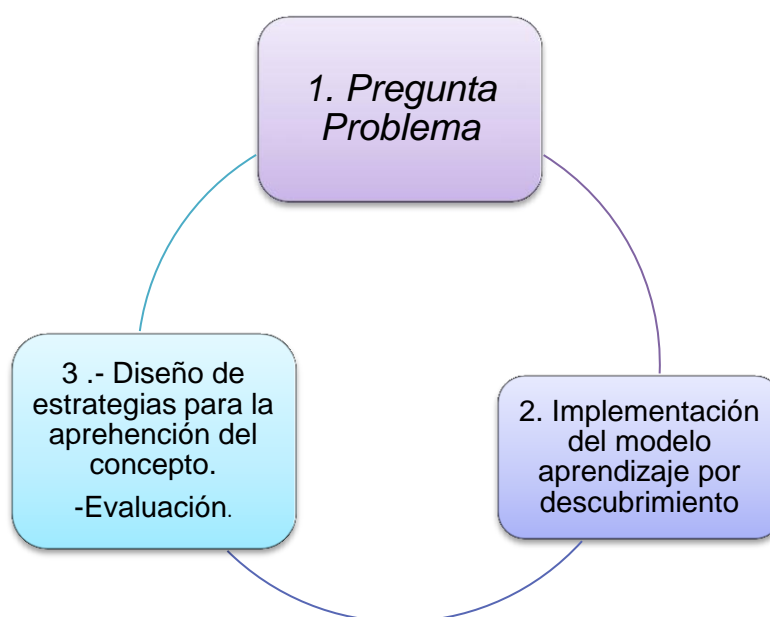 1. Pregunta
Problema
2. Implementación
del modelo
aprendizaje por
descubrimiento
3 .- Diseño de
estrategias para la
aprehención del
concepto.
-Evaluación.